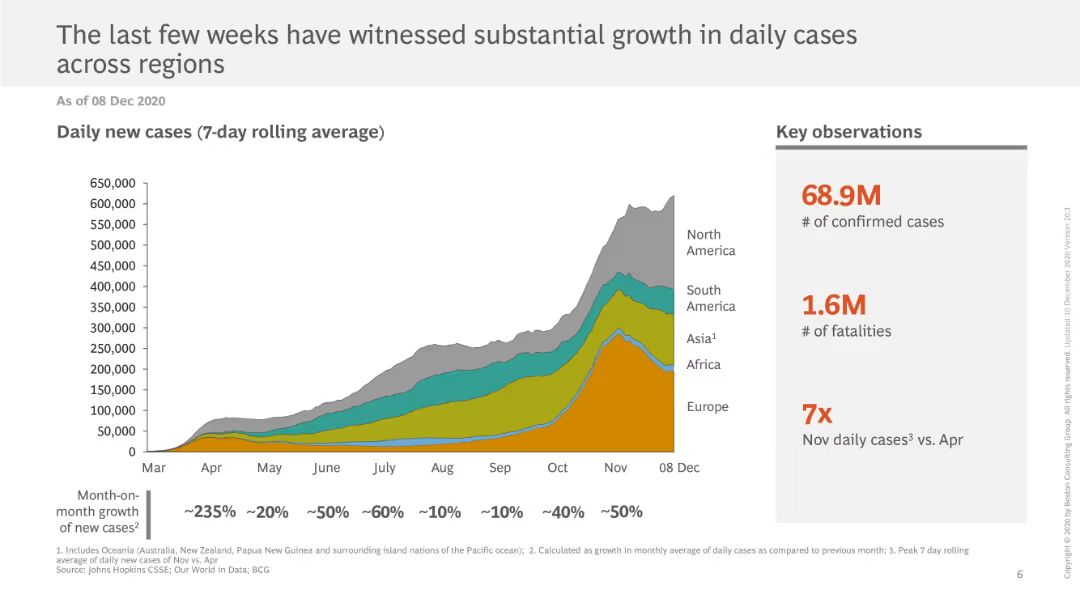 The last few weeks have witnessed substantial growth in daily cases
across regions
As of 08 Dec 2020
Daily new cases (7-day rolling average)
650,000
600,000
550,000
500,000
450,000
400,000
350,000
300,000
250,000
200,000
150,000
100,000
50,000
0
Mar Apr May June July Aug Sep Oct Nov 08 Dec
North
America
South
America
Asia¹
Africa
Europe
Month-on-
month growth
of new cases²
~235% ~20% ~50% ~60% ~10% ~10% ~40% ~50%
Key observations
68.9M
# of confirmed cases
1.6M
# of fatalities
7x
Nov daily cases³ vs. Apr
1. Includes Oceania (Australia, New Zealand, Papua New Guinea and surrounding island nations of the Pacific ocean); 2. Calculated as growth in monthly average of daily cases as compared to previous month; 3. Peak 7 day rolling
average of daily new cases of Nov vs. Apr
Source: Johns Hopkins CSSE; Our World in Data; BCG
6
Copyright © 2020 by Boston Consulting Group. All rights reserved. Updated 10 December 2020 Version 20.1